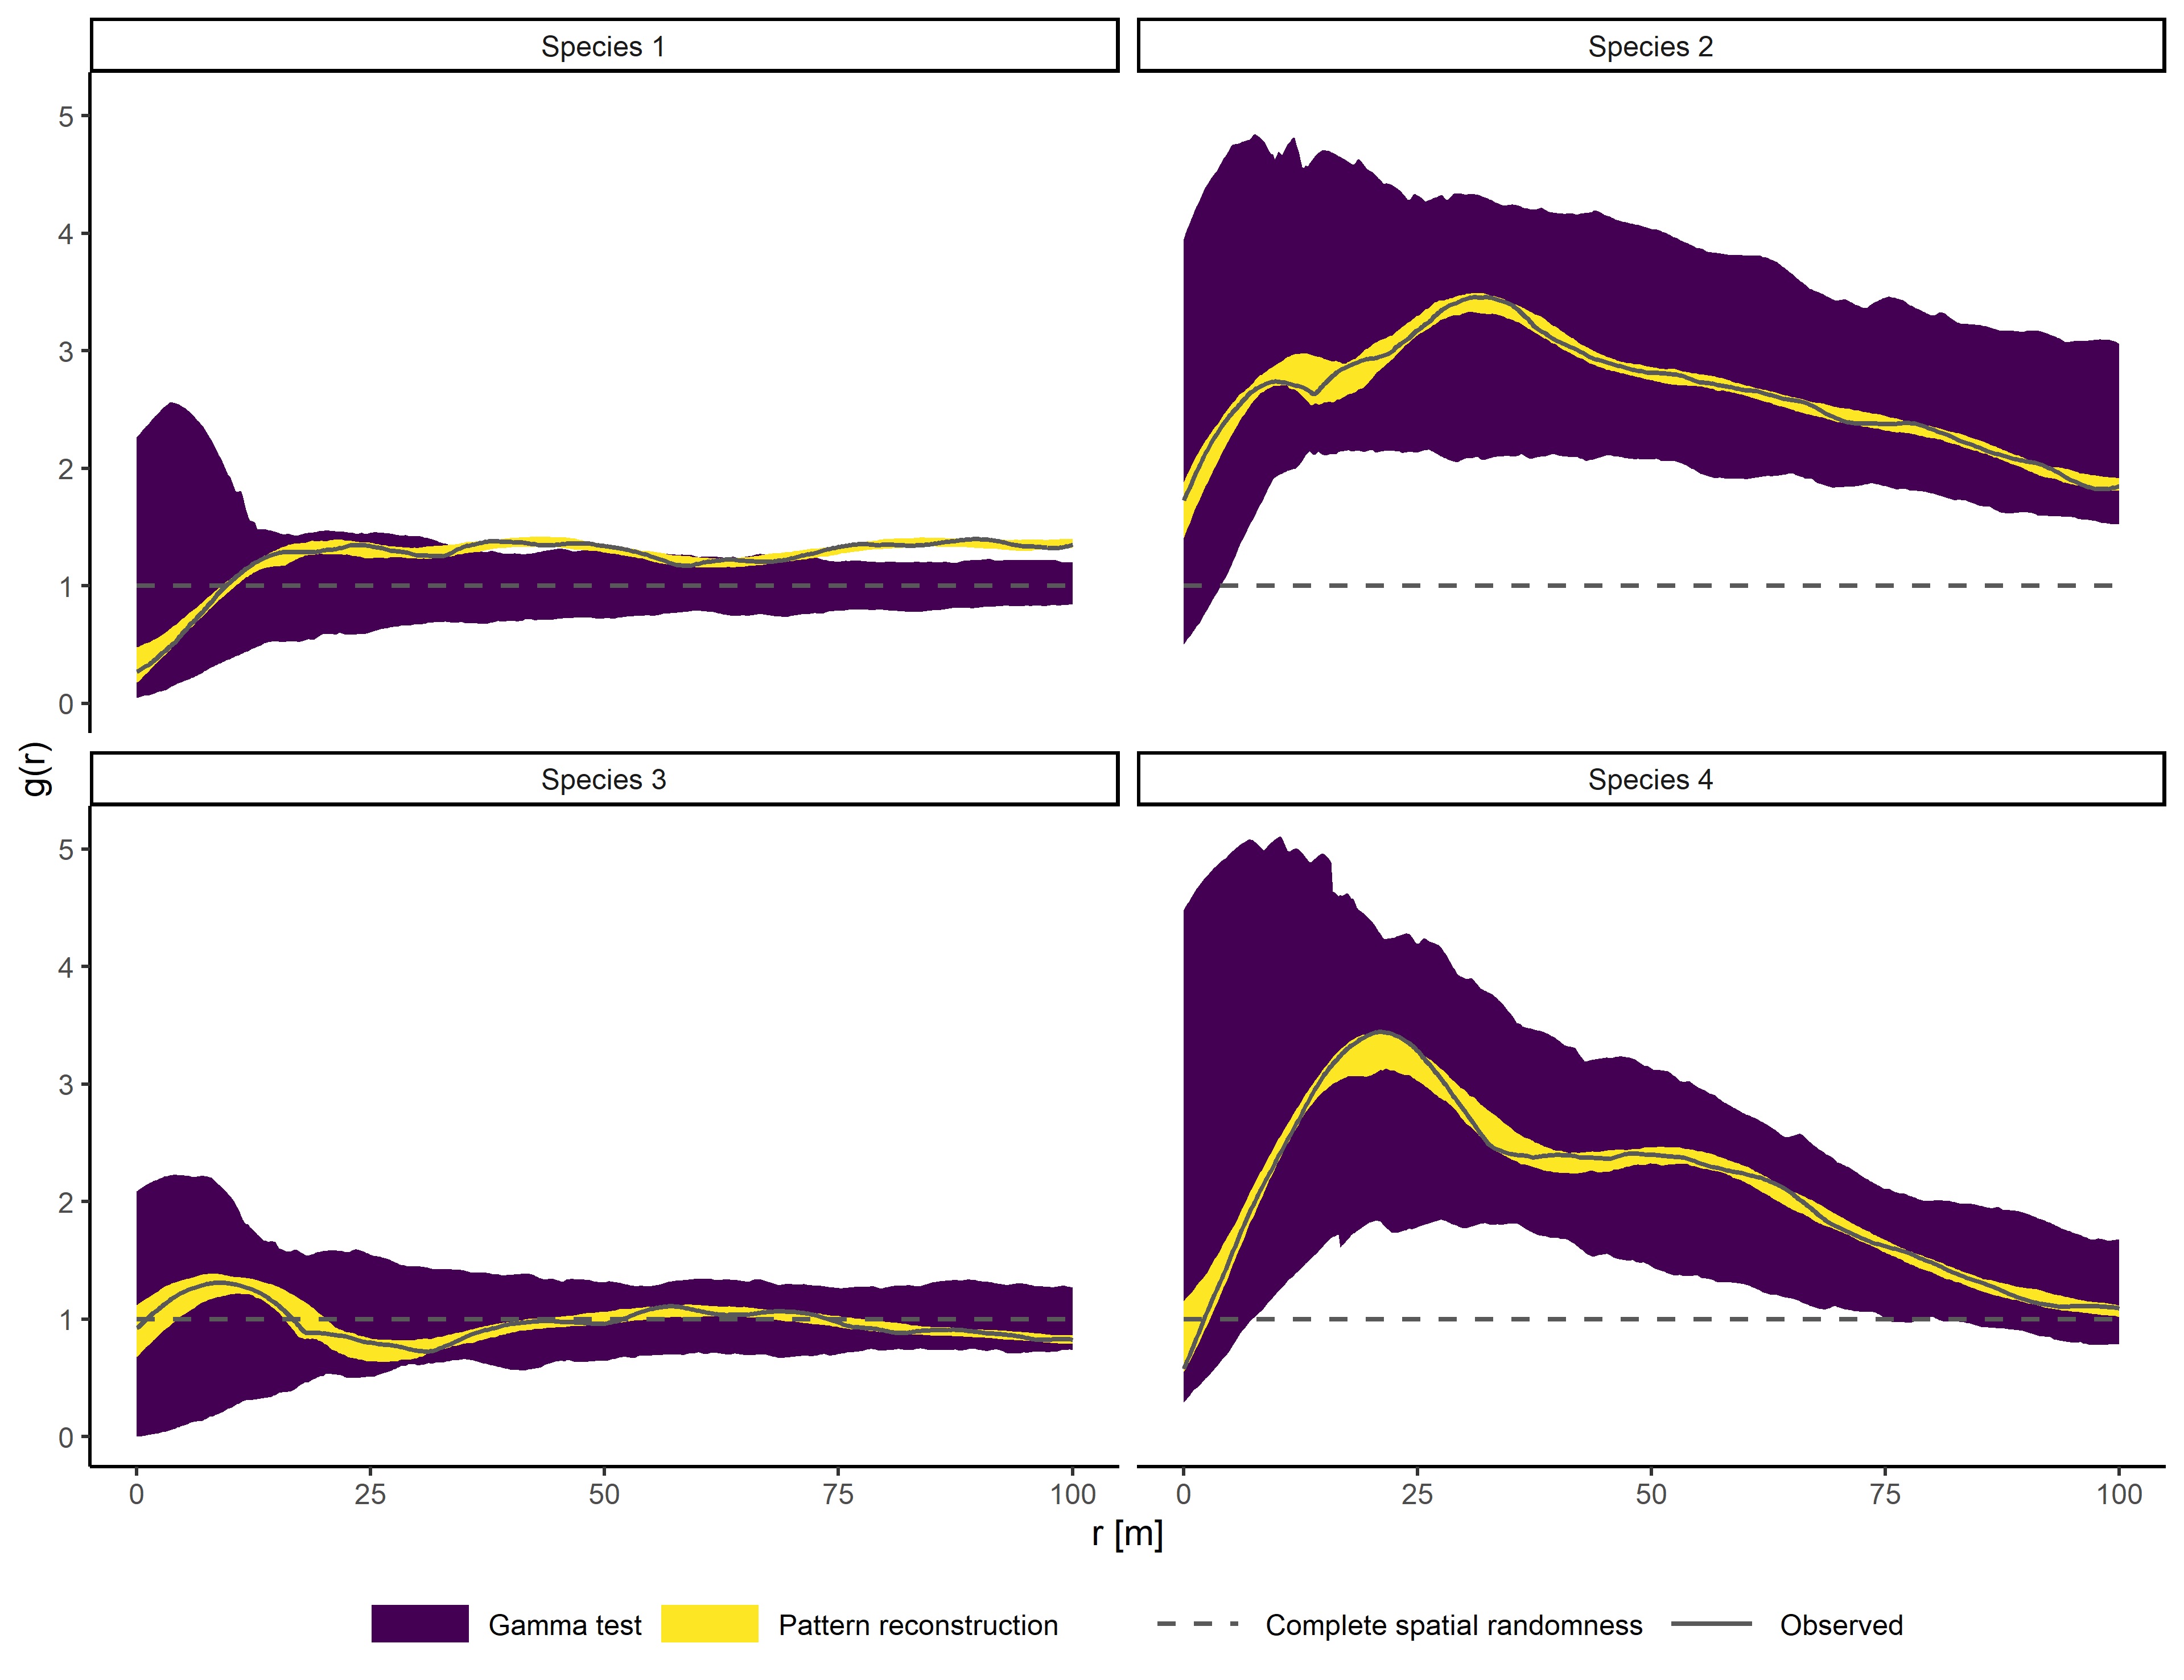 Species 1
Species 2
5
4
3
2
1
0
g(r)
Species 3
Species 4
5
4
3
2
1
0
0 25 50 75 100
0 25 50 75 100
r [m]
Gamma test Pattern reconstruction Complete spatial randomness Observed